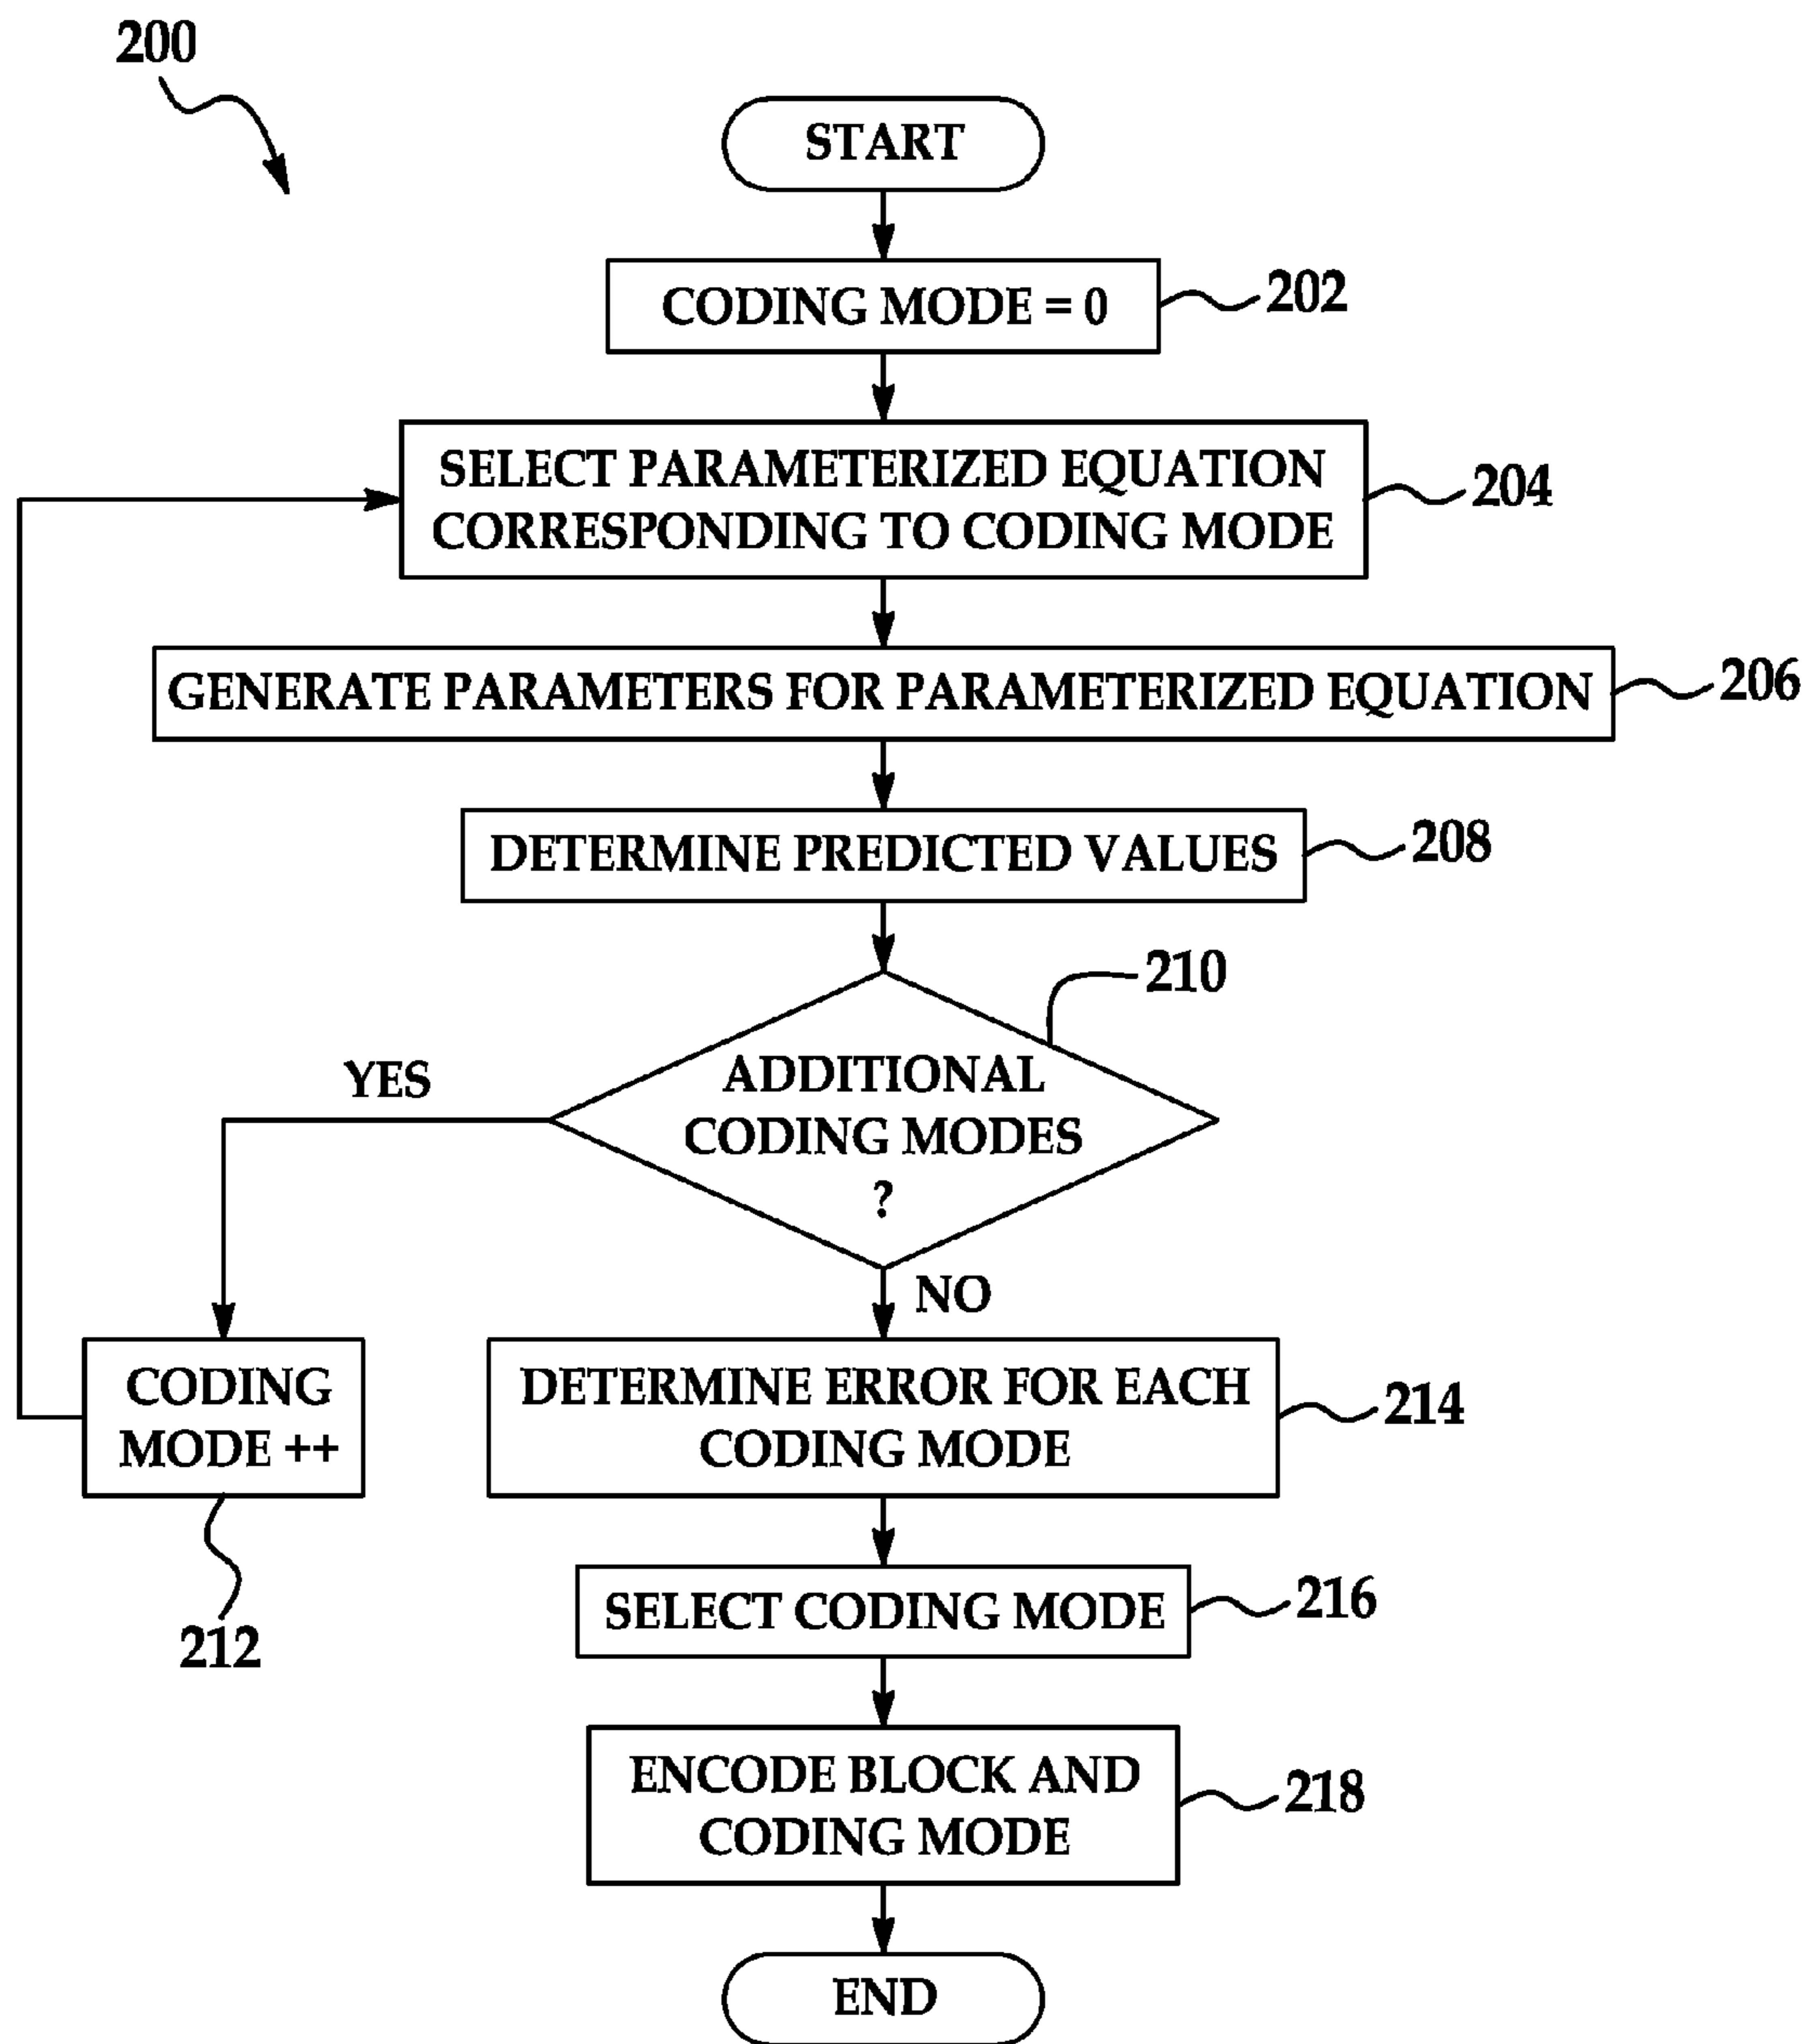 200
START
CODING MODE = 0
202
SELECT PARAMETERIZED EQUATION
CORRESPONDING TO CODING MODE
204
GENERATE PARAMETERS FOR PARAMETERIZED EQUATION
206
DETERMINE PREDICTED VALUES
208
210
ADDITIONAL
CODING MODES
?
YES
NO
CODING
MODE ++
212
DETERMINE ERROR FOR EACH
CODING MODE
214
SELECT CODING MODE
216
ENCODE BLOCK AND
CODING MODE
218
END